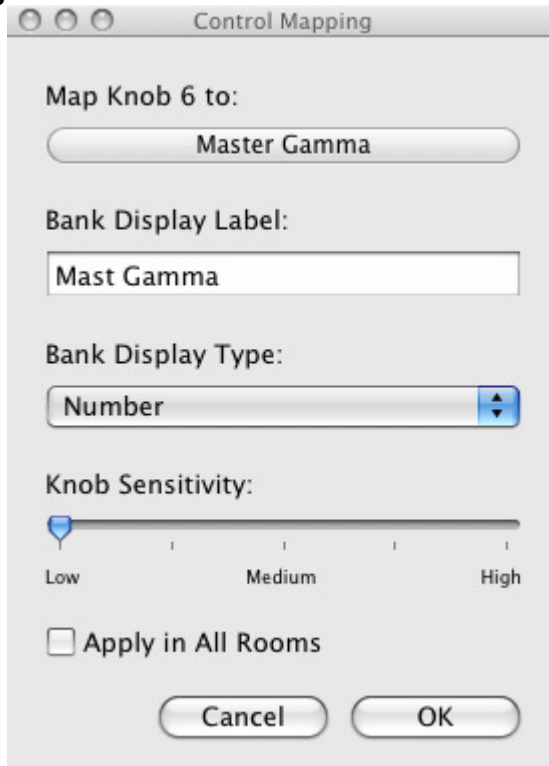 Control Mapping
Map Knob 6 to:
Master Gamma
Bank Display Label:
Mast Gamma
Bank Display Type:
Number
Knob Sensitivity:
Low Medium High
Apply in All Rooms
Cancel OK